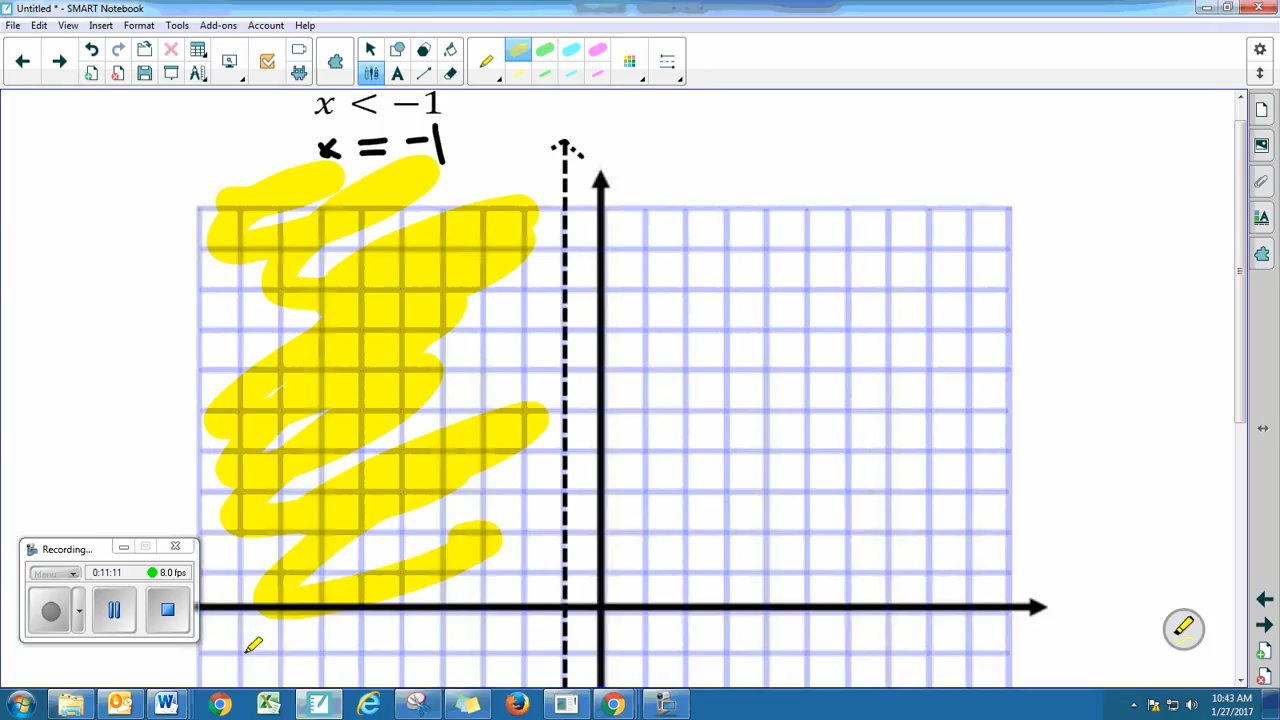 Untitled * - SMART Notebook
File Edit View Insert Format Tools Add-ons Account Help
x < −1
x = -1
Recording...
Menu
0:11:11 8.0 fps
10:43 AM
1/27/2017